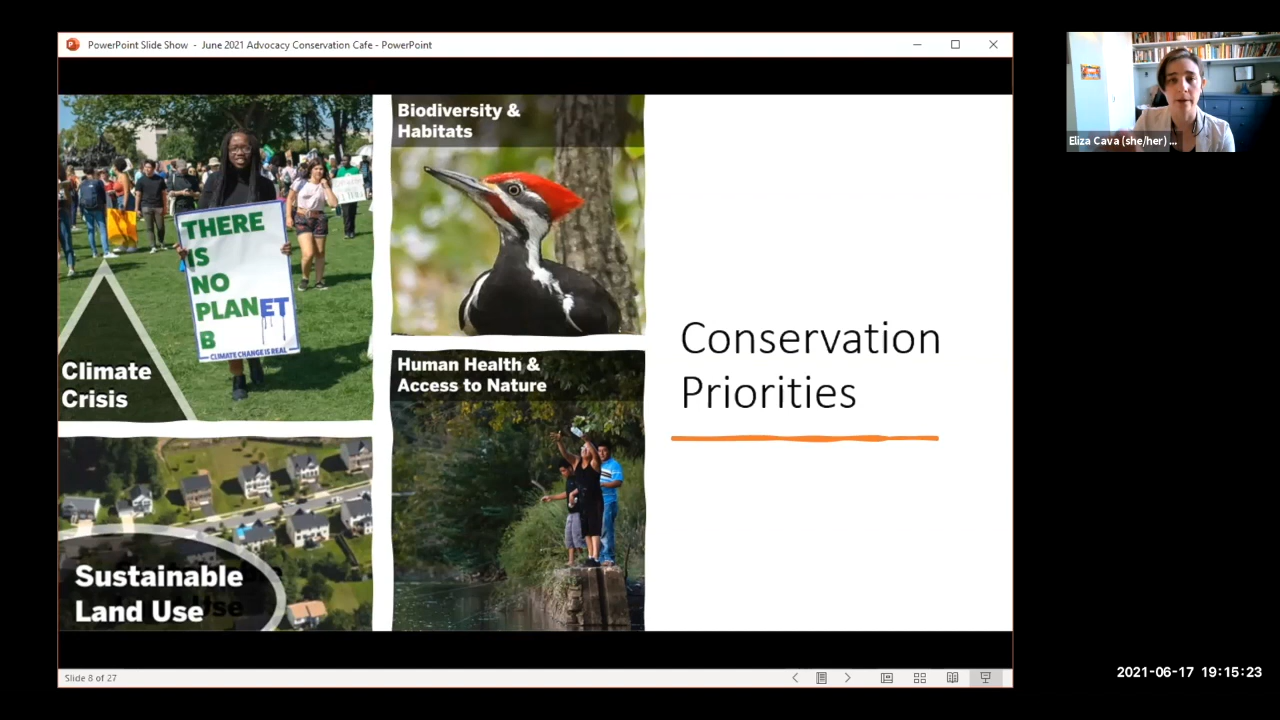 PowerPoint Slide Show - June 2021 Advocacy Conservation Cafe - PowerPoint
Eliza Cava (she/her) ...
THERE
IS
NO
PLANET
B
CLIMATE CHANGE IS REAL
Climate
Crisis
Biodiversity &
Habitats
Human Health &
Access to Nature
Sustainable
Land Use
Conservation
Priorities
Slide 8 of 27
2021-06-17 19:15:23